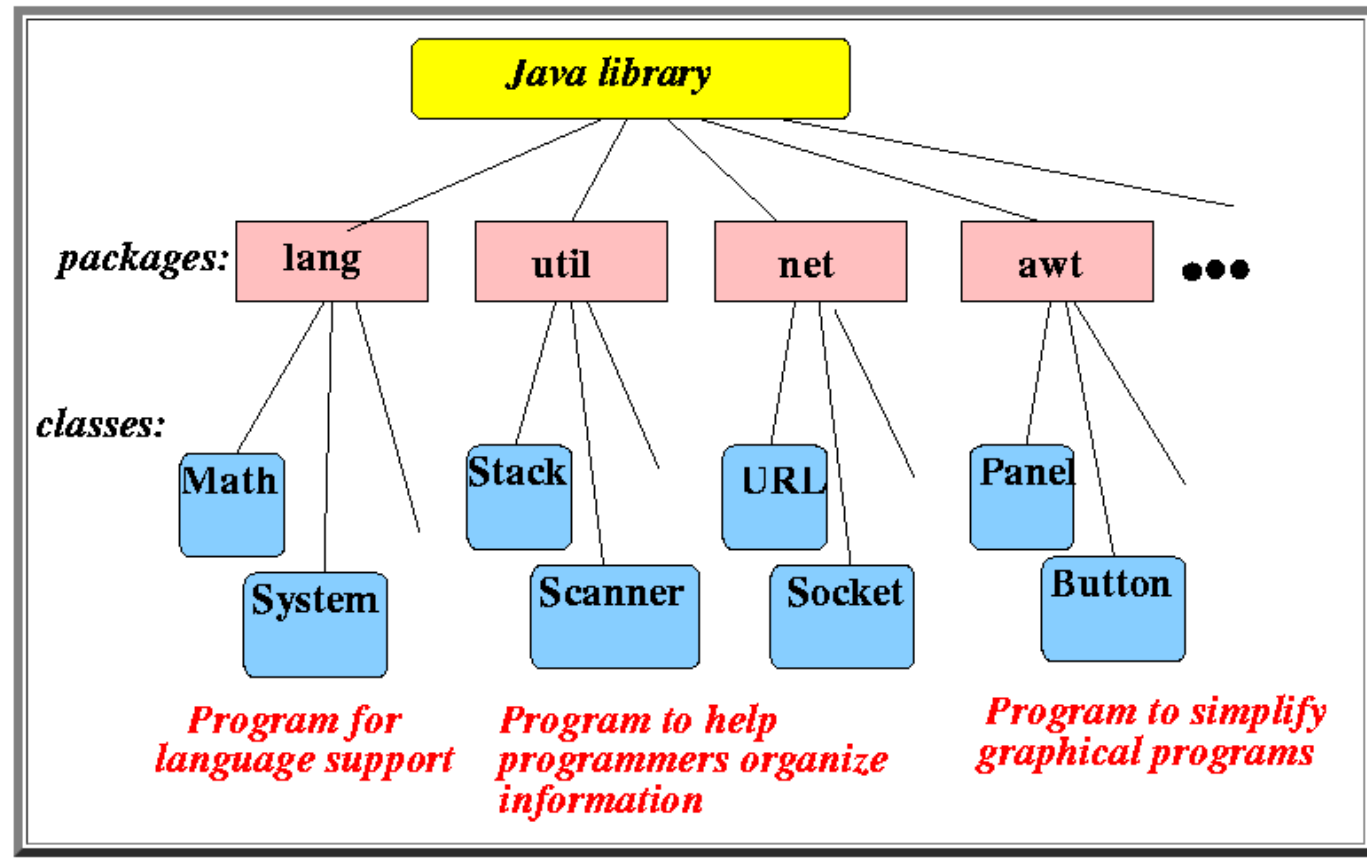 Java library
packages:
lang
util
net
awt
classes:
Math
Stack
URL
Panel
System
Scanner
Socket
Button
Program for
language support
Program to help
programmers organize
information
Program to simplify
graphical programs